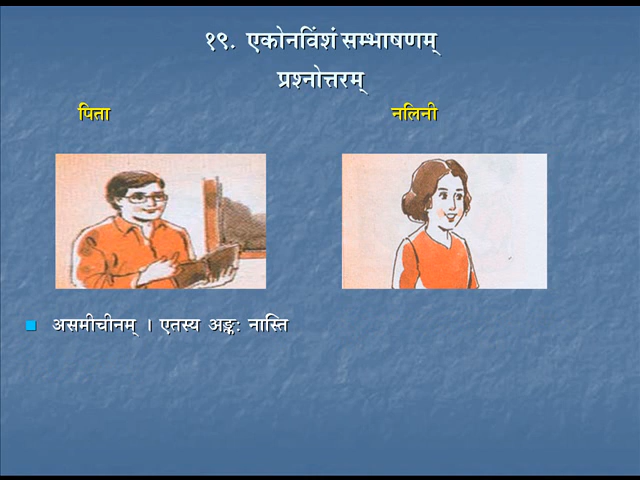 १९. एकोनविंशं सम्भाषणम्
प्रश्नोत्तरम्
पिता नलिनी
असमीचीनम् । एतस्य अङ्कः नास्ति